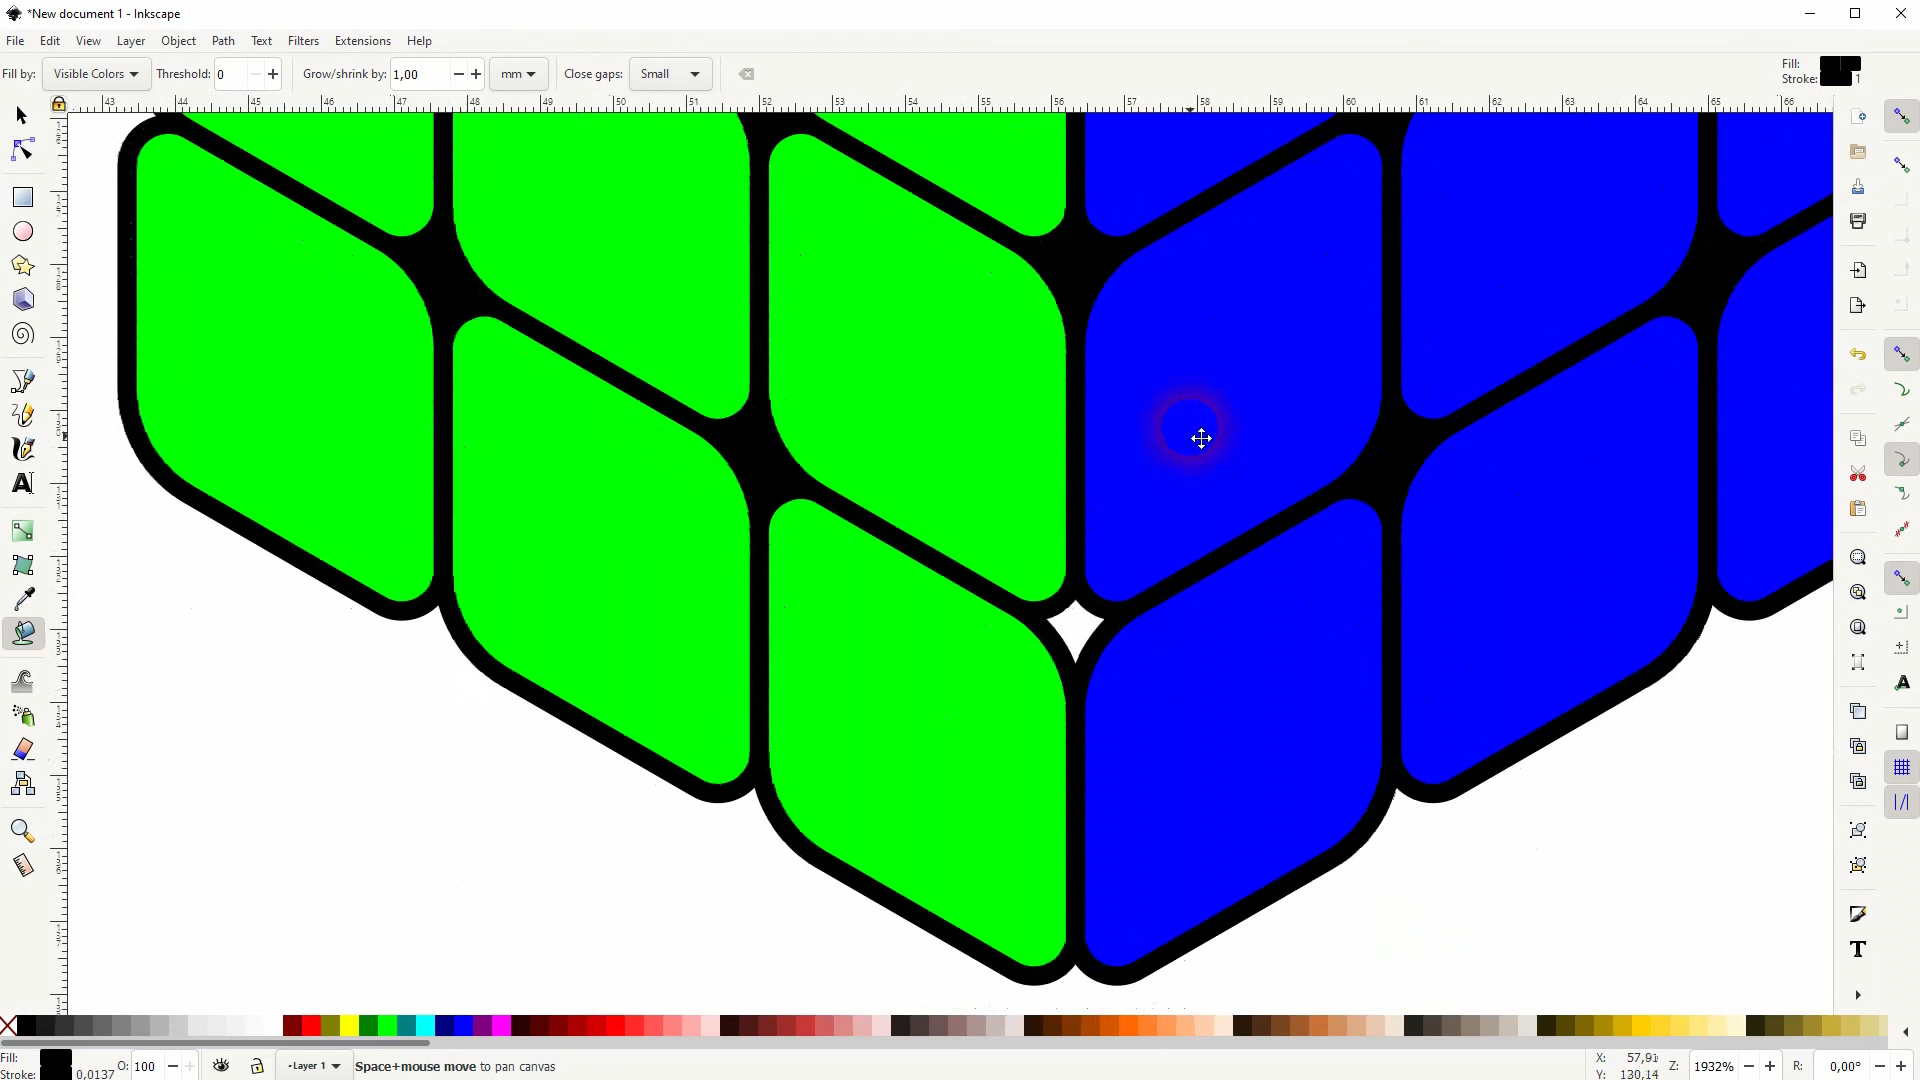 *New document 1 - Inkscape
File Edit View Layer Object Path Text Filters Extensions Help
Fill by: Visible Colors Threshold: 0 Grow/shrink by: 1,00 mm Close gaps: Small Fill:
Stroke: 1
43 44 45 46 47 48 49 50 51 52 53 54 55 56 57 58 59 60 61 62 63 64 65 66
Fill: O: 100 Layer 1 Space+mouse move to pan canvas X: 57,91 Z: 1932% R: 0,00°
Stroke: 0,0137 Y: 130,14